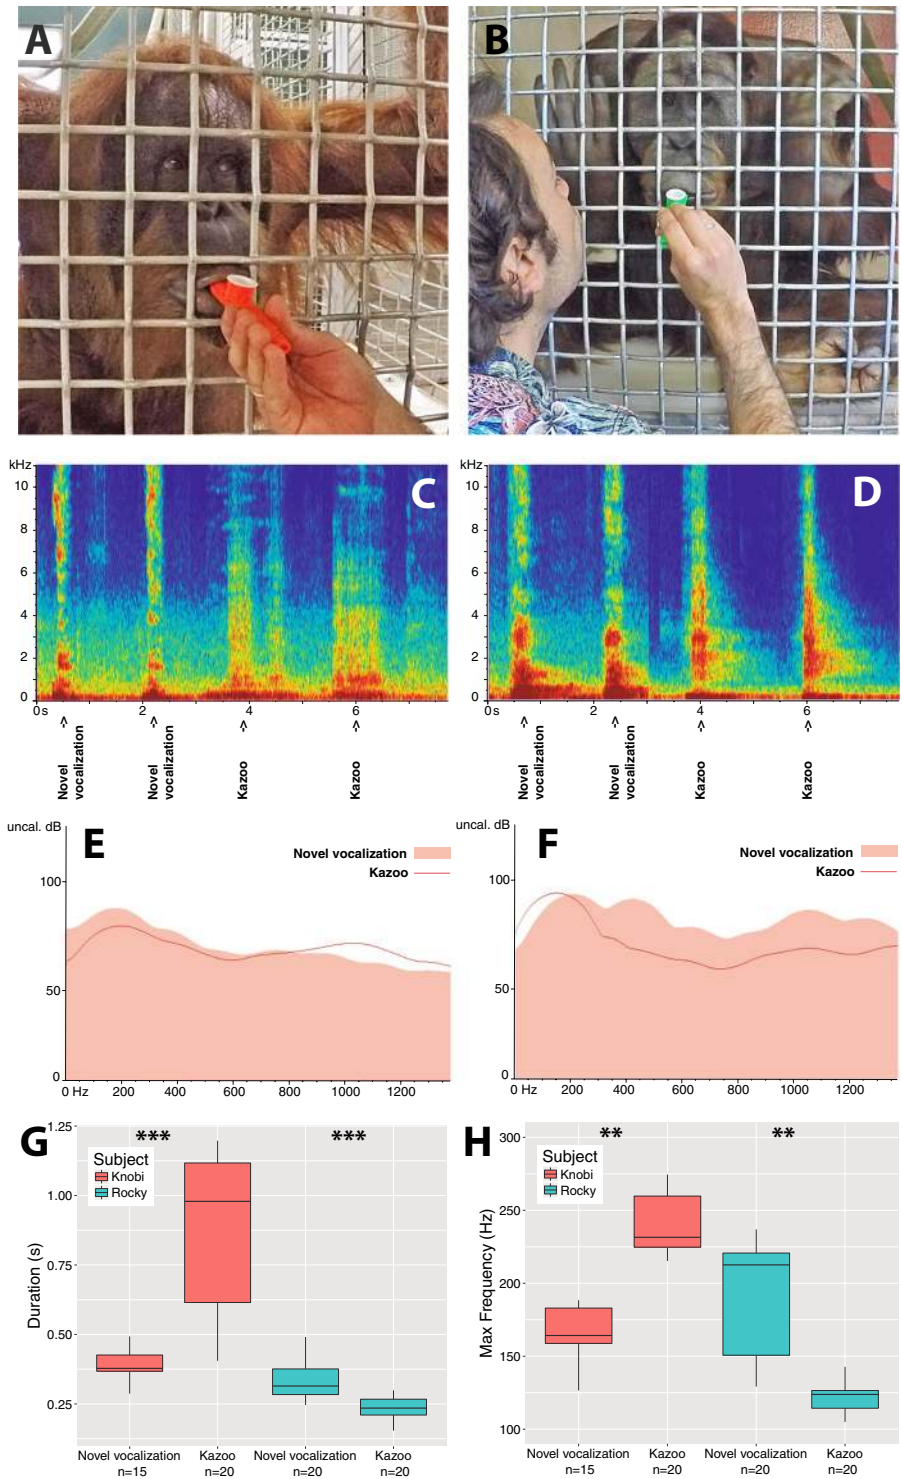 A
B
kHz
10
8
6
4
2
0
C
0s
2
4
6
^
^
^
^
Novel
vocalization
Novel
vocalization
Kazoo
Kazoo
kHz
10
8
6
4
2
0
D
0s
2
4
6
^
^
^
^
Novel
vocalization
Novel
vocalization
Kazoo
Kazoo
uncal. dB
E
Novel vocalization
Kazoo
100
50
0
0 Hz 200 400 600 800 1000 1200
uncal. dB
F
Novel vocalization
Kazoo
100
50
0
0 Hz 200 400 600 800 1000 1200
G
*** ***
Subject
Knobi
Rocky
Duration (s)
1.25
1.00
0.75
0.50
0.25
Novel vocalization Kazoo Novel vocalization Kazoo
n=15 n=20 n=20 n=20
H
** **
Subject
Knobi
Rocky
Max Frequency (Hz)
300
250
200
150
100
Novel vocalization Kazoo Novel vocalization Kazoo
n=15 n=20 n=20 n=20